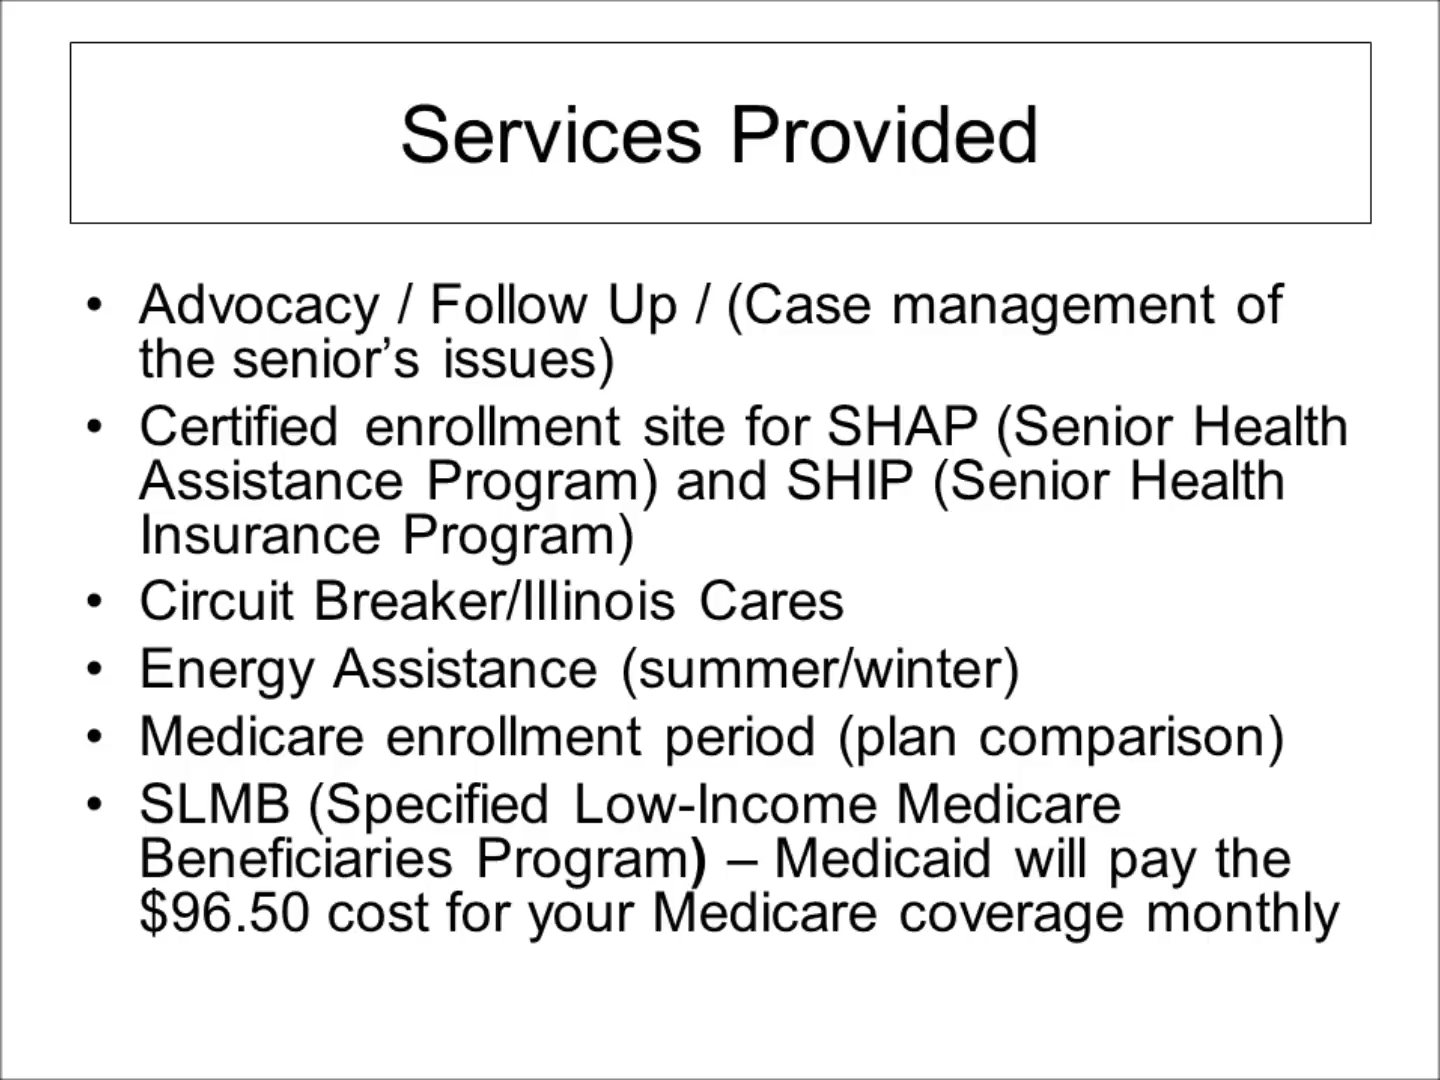 Services Provided
• Advocacy / Follow Up / (Case management of
the senior’s issues)
• Certified enrollment site for SHAP (Senior Health
Assistance Program) and SHIP (Senior Health
Insurance Program)
• Circuit Breaker/Illinois Cares
• Energy Assistance (summer/winter)
• Medicare enrollment period (plan comparison)
• SLMB (Specified Low-Income Medicare
Beneficiaries Program) – Medicaid will pay the
$96.50 cost for your Medicare coverage monthly